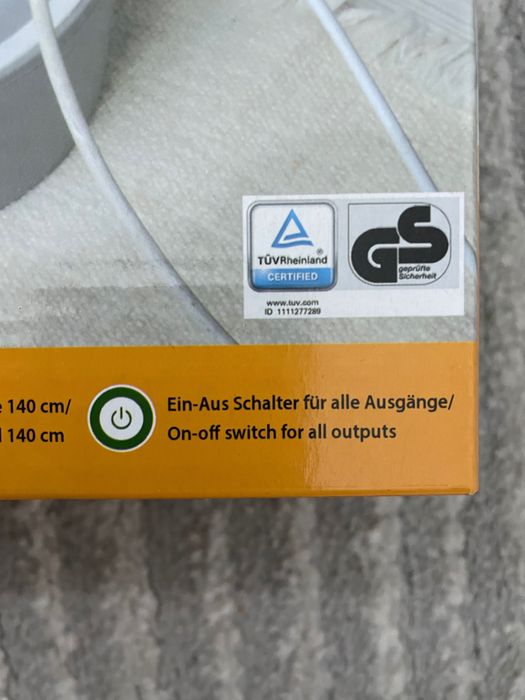 TÜVRheinland®
CERTIFIED
GS
geprüfte
Sicherheit
www.tuv.com
ID 1111277289
140 cm/
140 cm
Ein-Aus Schalter für alle Ausgänge/
On-off switch for all outputs